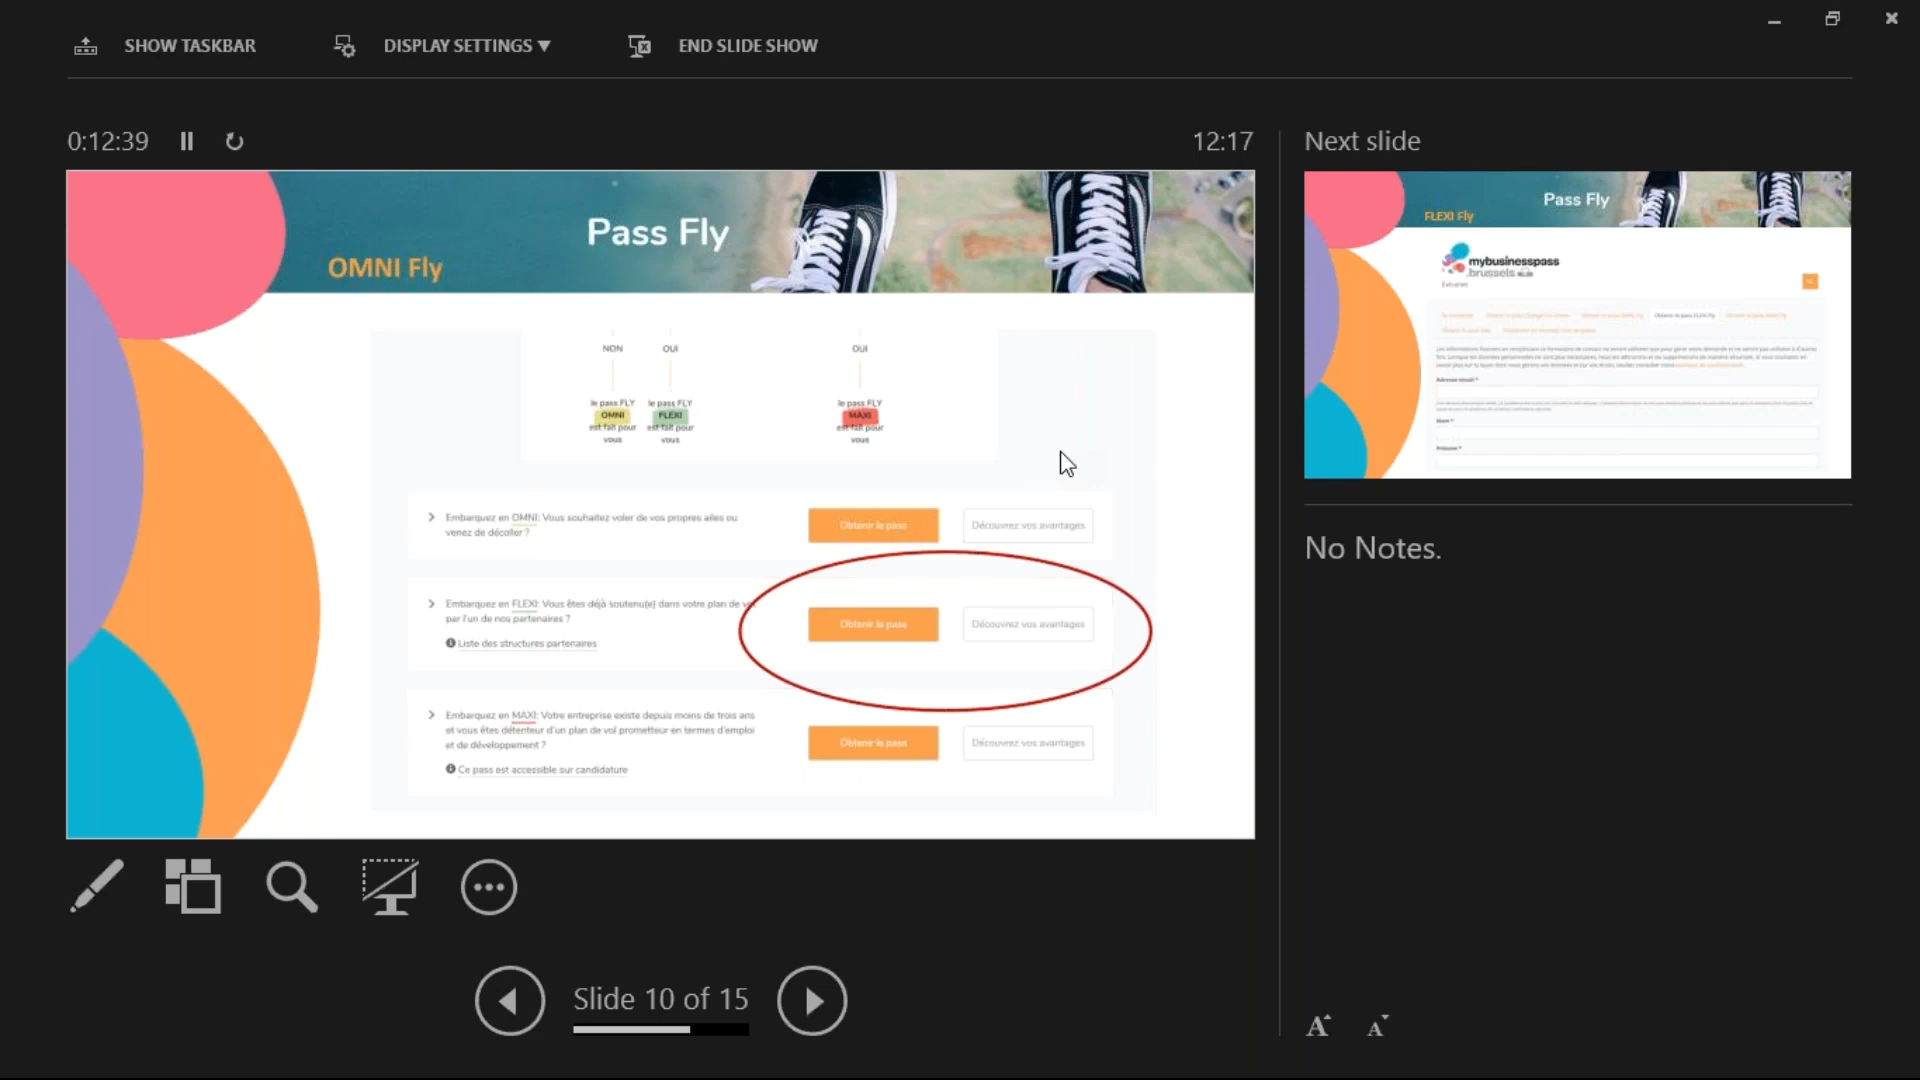 SHOW TASKBAR
DISPLAY SETTINGS ▼
END SLIDE SHOW
0:12:39
12:17
Pass Fly
OMNI Fly
NON
OUI
OUI
le pass FLY
OMNI
est fait pour
vous
le pass FLY
FLEXI
est fait pour
vous
le pass FLY
MAXI
est fait pour
vous
Embarquez en OMNI: Vous souhaitez voler de vos propres ailes ou
venez de décoller ?
Obtenir le pass
Découvrez vos avantages
Embarquez en FLEXI: Vous êtes déjà soutenu(e) dans votre plan de vo
par l'un de nos partenaires ?
Liste des structures partenaires
Obtenir le pass
Découvrez vos avantages
Embarquez en MAXI: Votre entreprise existe depuis moins de trois ans
et vous êtes détenteur d'un plan de vol prometteur en termes d'emploi
et de développement ?
Ce pass est accessible sur candidature
Obtenir le pass
Découvrez vos avantages
Slide 10 of 15
Next slide
Pass Fly
FLEXI Fly
mybusinesspass
.brussels
Adresse email *
Nom *
Prénom *
No Notes.
A A